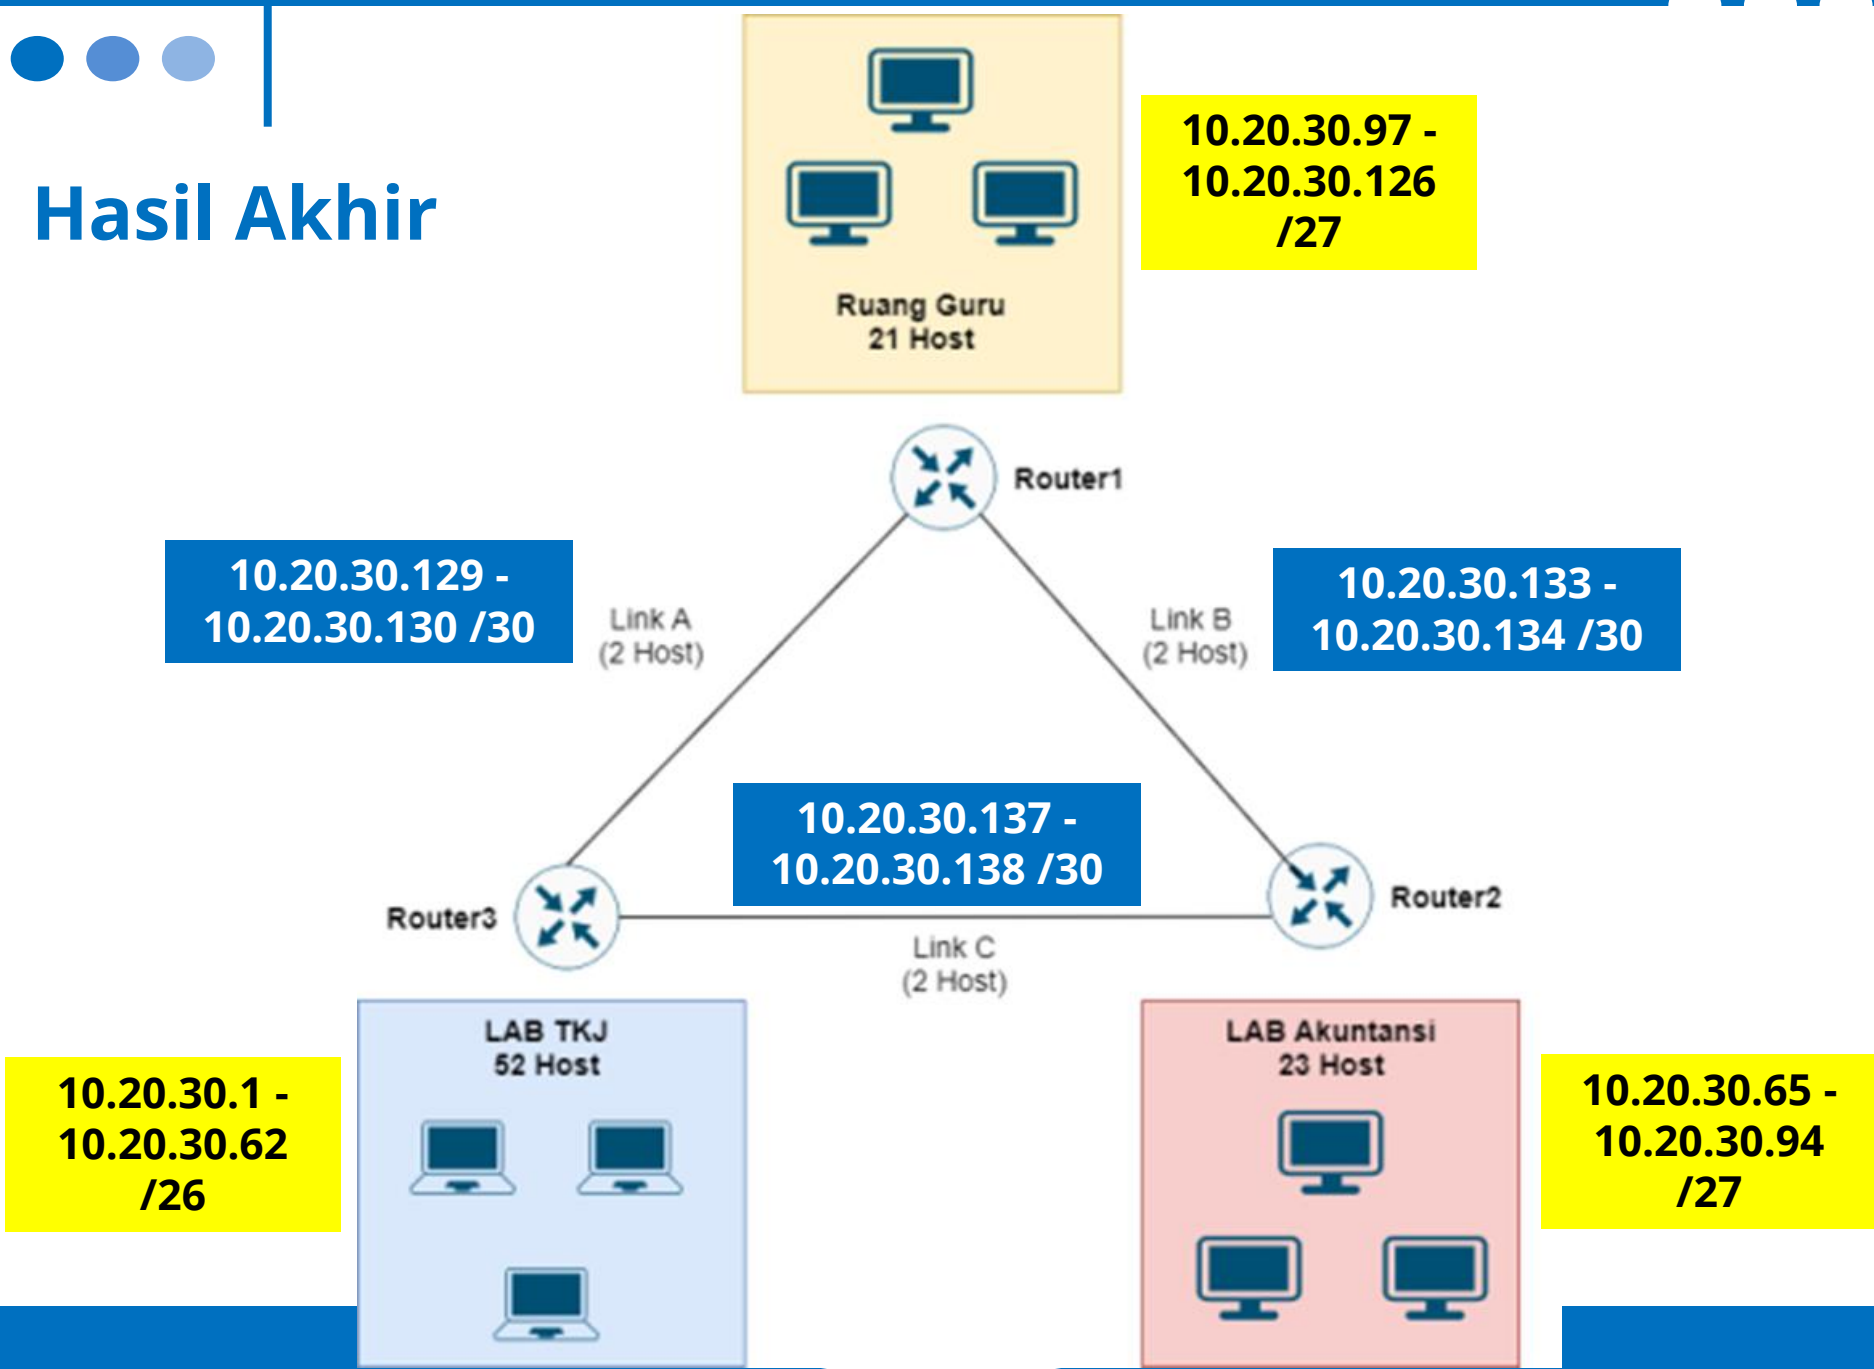 Hasil Akhir
10.20.30.97 -
10.20.30.126
/27
Ruang Guru
21 Host
Router1
10.20.30.129 -
10.20.30.130 /30
Link A
(2 Host)
Link B
(2 Host)
10.20.30.133 -
10.20.30.134 /30
10.20.30.137 -
10.20.30.138 /30
Router3
Router2
Link C
(2 Host)
LAB TKJ
52 Host
LAB Akuntansi
23 Host
10.20.30.1 -
10.20.30.62
/26
10.20.30.65 -
10.20.30.94
/27